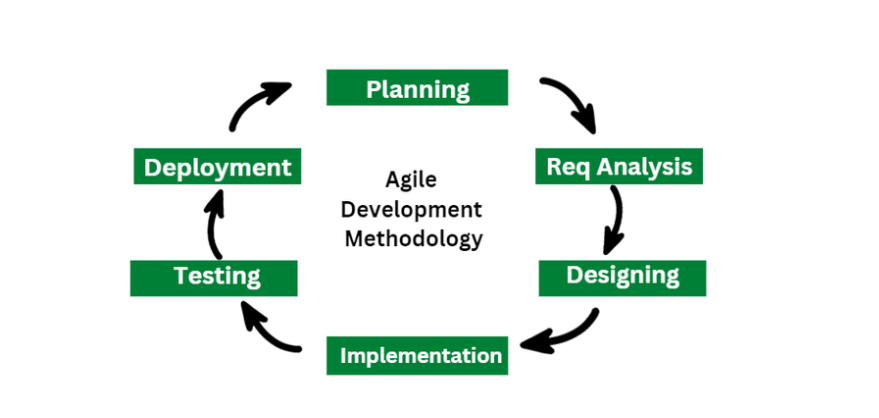 Planning
Deployment
Req Analysis
Agile
Development
Methodology
Testing
Designing
Implementation